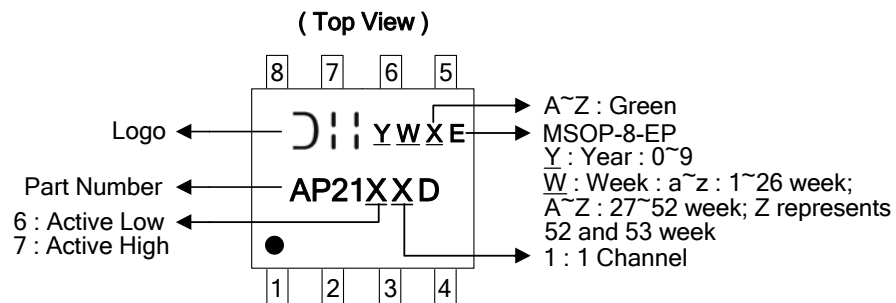 ( Top View )
8 7 6 5
Logo
Y W X E
A~Z : Green
MSOP-8-EP
Y : Year : 0~9
W : Week : a~z : 1~26 week;
A~Z : 27~52 week; Z represents
52 and 53 week
Part Number
AP21XXD
6 : Active Low
7 : Active High
1 : 1 Channel
1 2 3 4